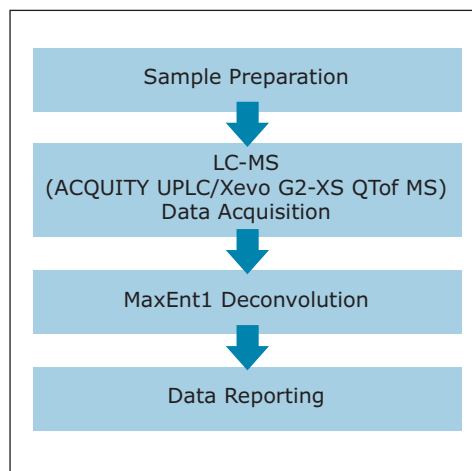 Sample Preparation
LC-MS
(ACQUITY UPLC/Xevo G2-XS QTof MS)
Data Acquisition
MaxEnt1 Deconvolution
Data Reporting